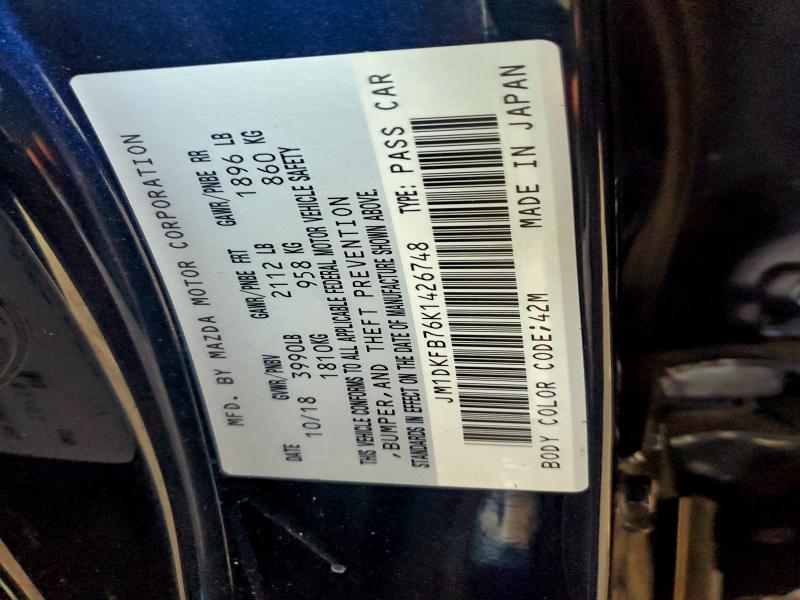 MFD. BY MAZDA MOTOR CORPORATION
DATE GVWR/PNBV GAWR/PNBE FRT GAWR/PNBE RR
10/18 3990LB 2112 LB 1896 LB
1810KG 958 KG 860 KG
THIS VEHICLE CONFORMS TO ALL APPLICABLE FEDERAL MOTOR VEHICLE SAFETY
,BUMPER,AND THEFT PREVENTION
STANDARDS IN EFFECT ON THE DATE OF MANUFACTURE SHOWN ABOVE.
JM1DKFB76K1426748 TYPE: PASS CAR
BODY COLOR CODE;42M MADE IN JAPAN